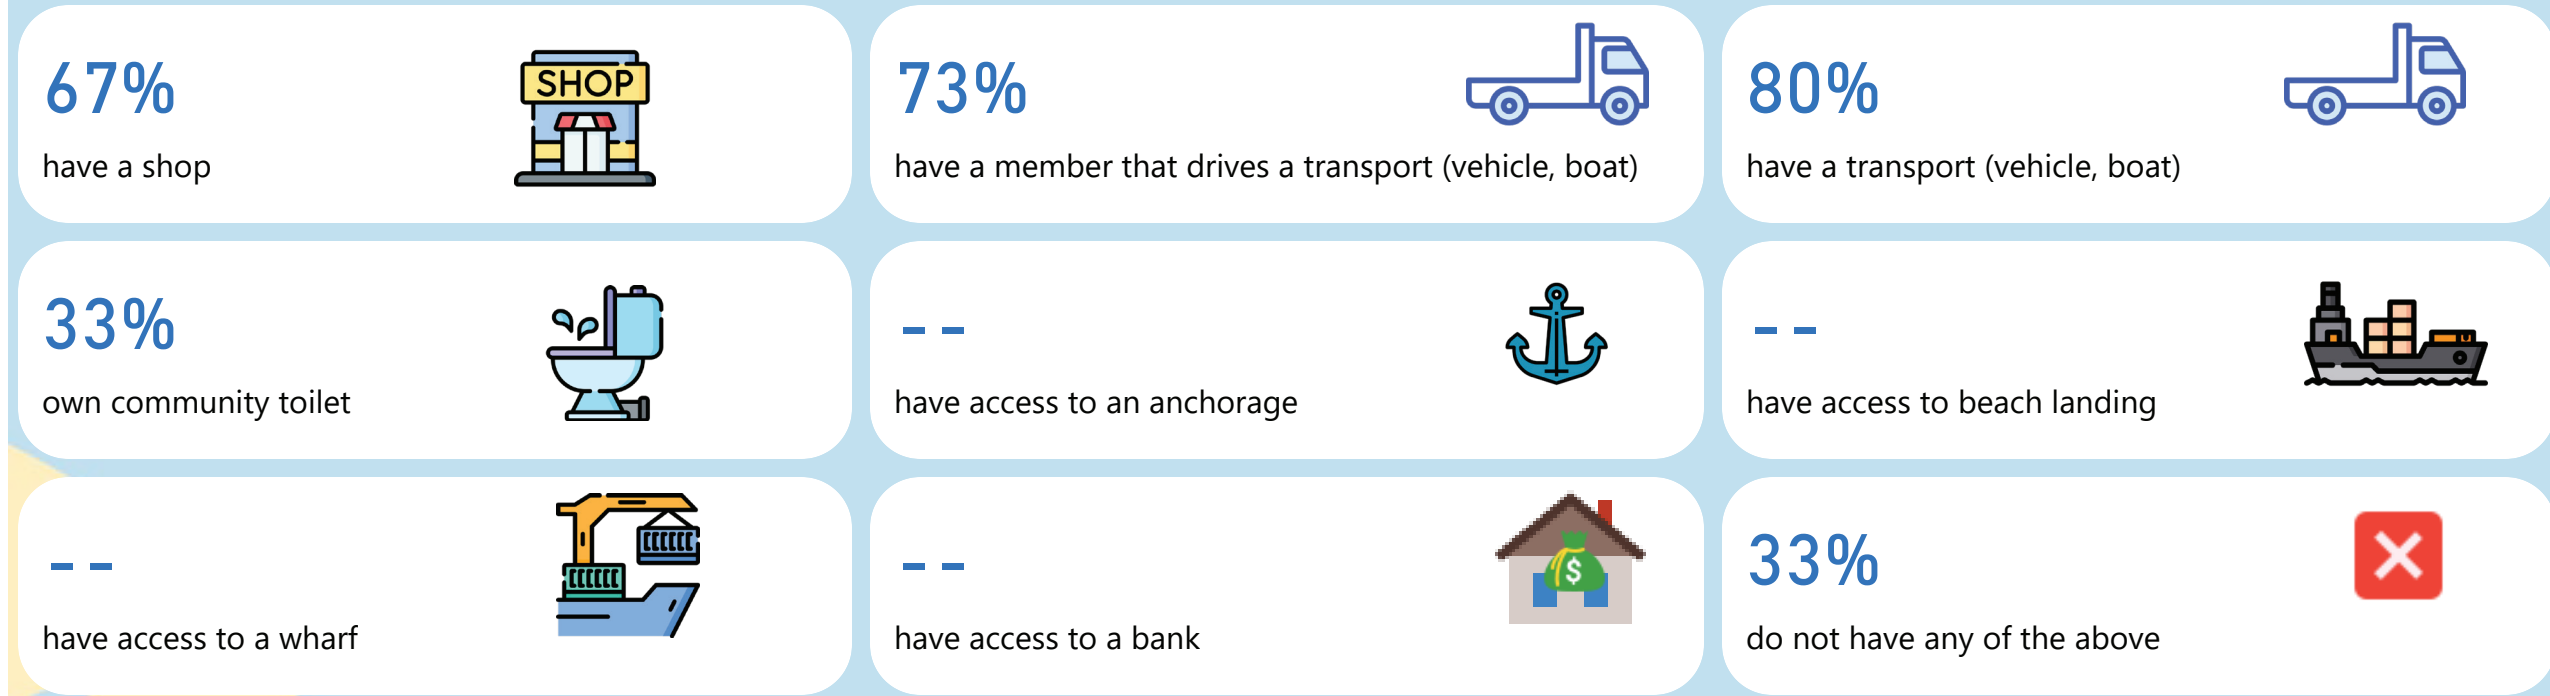 67%
SHOP
have a shop
73%
have a member that drives a transport (vehicle, boat)
80%
have a transport (vehicle, boat)
33%
own community toilet
--
have access to an anchorage
--
have access to beach landing
--
have access to a wharf
--
$
have access to a bank
33%
do not have any of the above